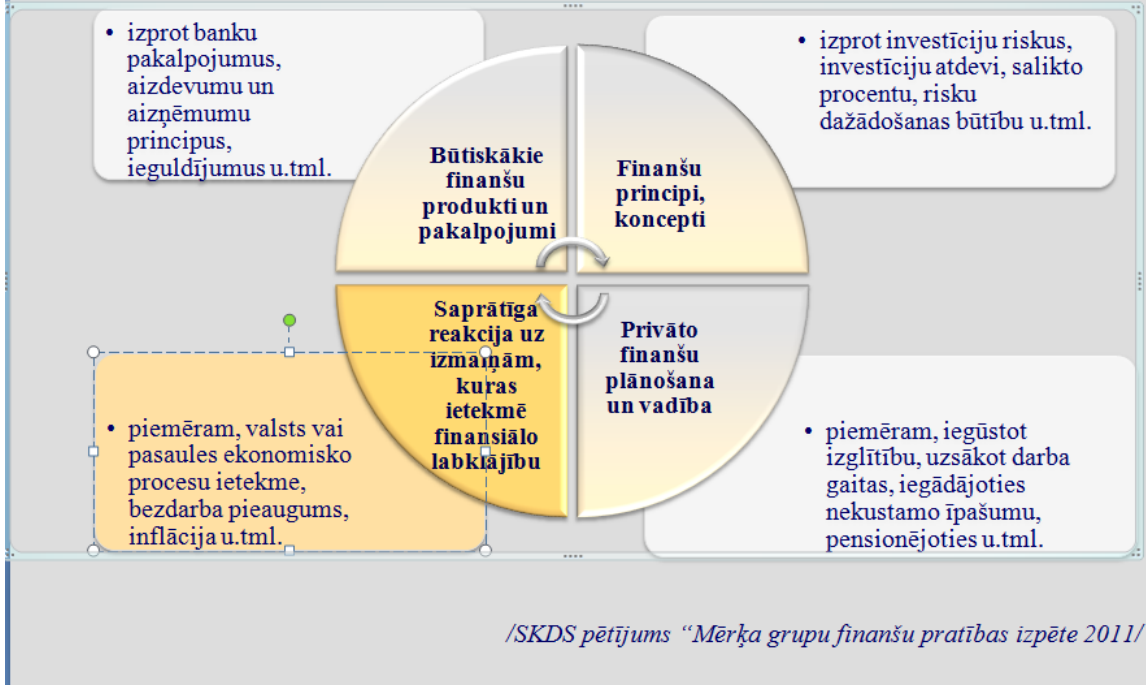 • izprot banku
pakalpojumus,
aizdevumu un
aizņēmumu
principus,
ieguldījumus u.tml.
Būtiskākie
finanšu
produkti un
pakalpojumi
• izprot investīciju riskus,
investīciju atdevi, salikto
procentu, risku
dažādošanas būtību u.tml.
Finanšu
principi,
koncepti
Saprātīga
reakcija uz
izmaiņām,
kuras
ietekmē
finansiālo
labklājību
• piemēram, valsts vai
pasaules ekonomisko
procesu ietekme,
bezdarba pieaugums,
inflācija u.tml.
Privāto
finanšu
plānošana
un vadība
• piemēram, iegūstot
izglītību, uzsākot darba
gaitas, iegādājoties
nekustamo īpašumu,
pensionējoties u.tml.
/SKDS pētījums “Mērķa grupu finanšu pratības izpēte 2011/